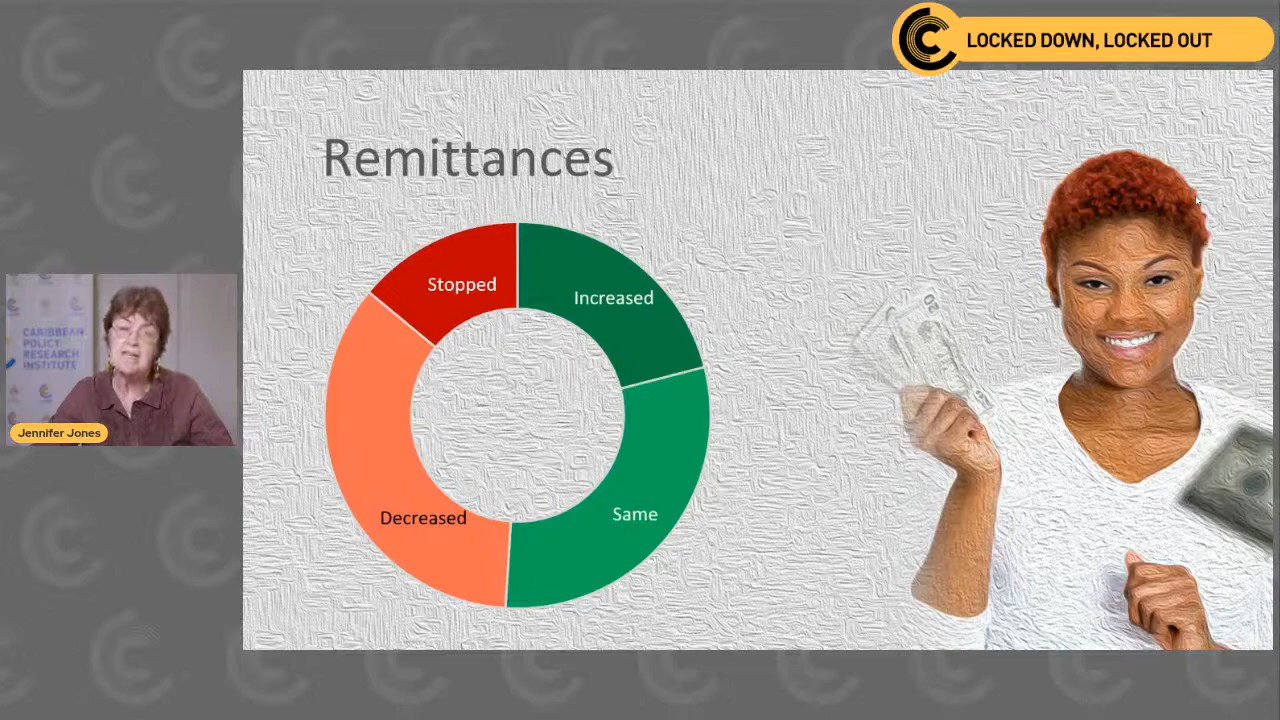 LOCKED DOWN, LOCKED OUT
Remittances
Stopped
Increased
Decreased
Same
CARIBBEAN
POLICY
RESEARCH
INSTITUTE
Jennifer Jones